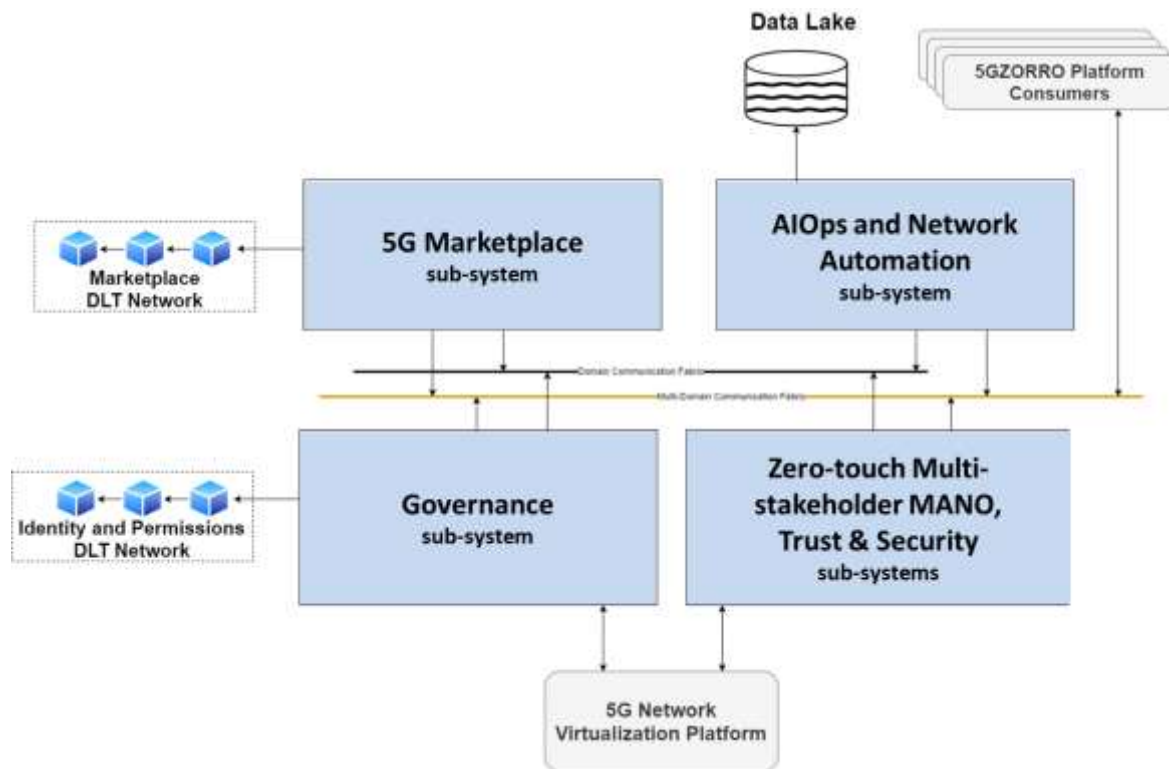 Data Lake
5GZORRO Platform
Consumers
5G Marketplace
sub-system
AIOps and Network
Automation
sub-system
Marketplace
DLT Network
Domain Communication Fabric
Multi-Domain Communication Fabric
Governance
sub-system
Zero-touch Multi-
stakeholder MANO,
Trust & Security
sub-systems
Identity and Permissions
DLT Network
5G Network
Virtualization Platform